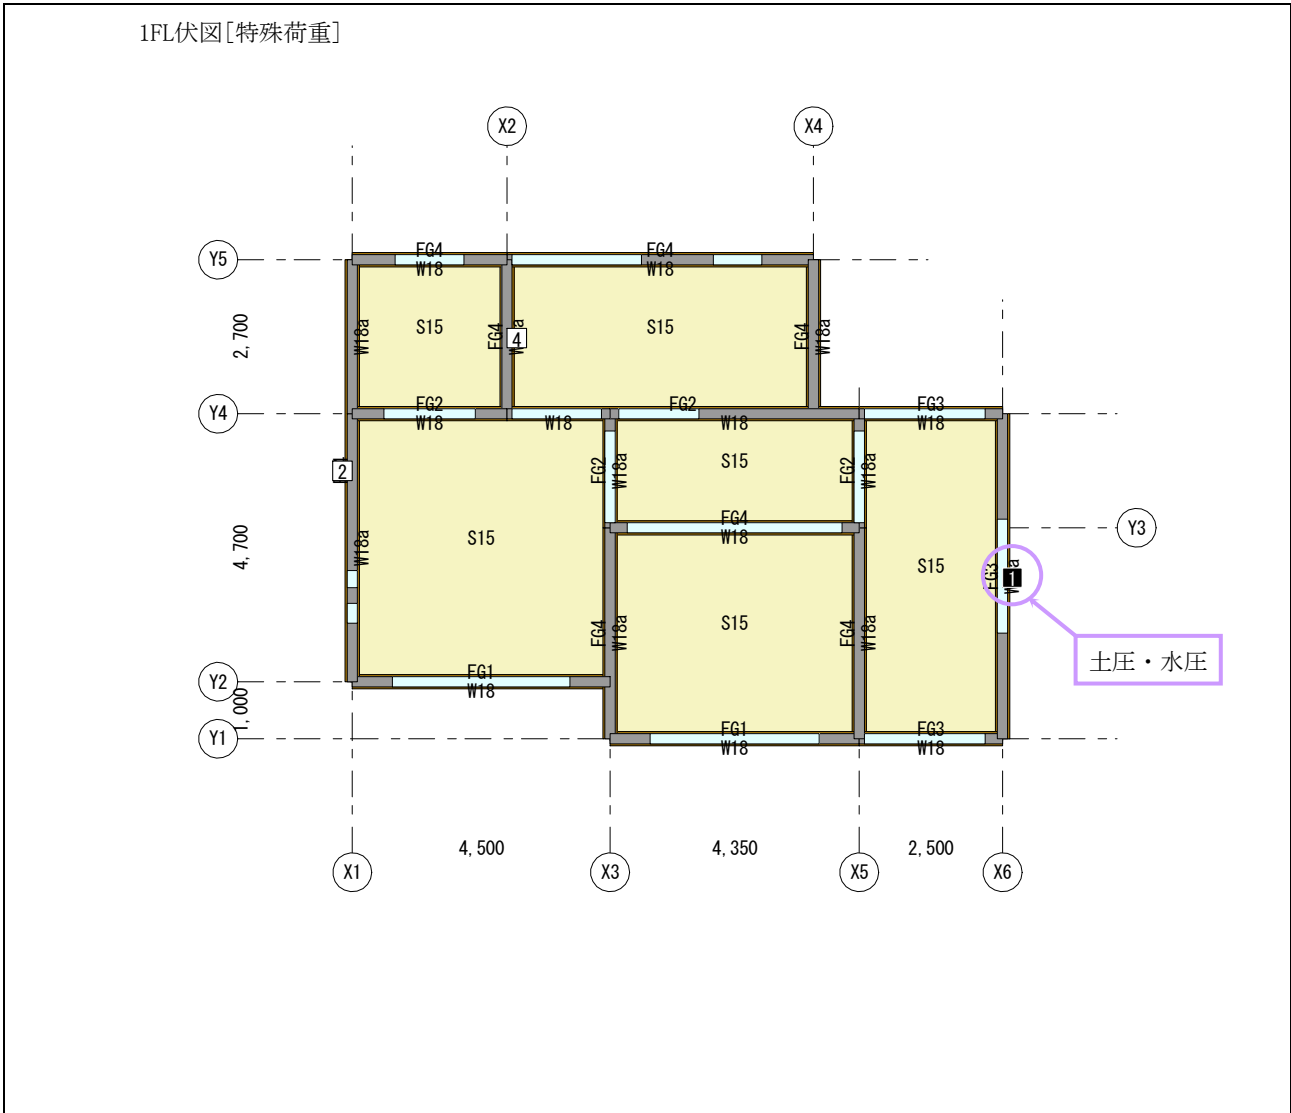 1FL伏図[特殊荷重]
X2
X4
Y5
FG4
W18
FG4
W18
2,700
W18a
S15
FG4
4
S15
FG4
W18a
Y4
FG2
W18
W18
FG2
W18
FG3
W18
2
FG2
W18a
S15
FG2
W18a
4,700
W18a
S15
FG4
W18
Y3
S15
FG3
1
FG4
W18a
S15
FG4
W18a
土圧・水圧
Y2
FG1
W18
1,000
Y1
FG1
W18
FG3
W18
4,500
4,350
2,500
X1
X3
X5
X6